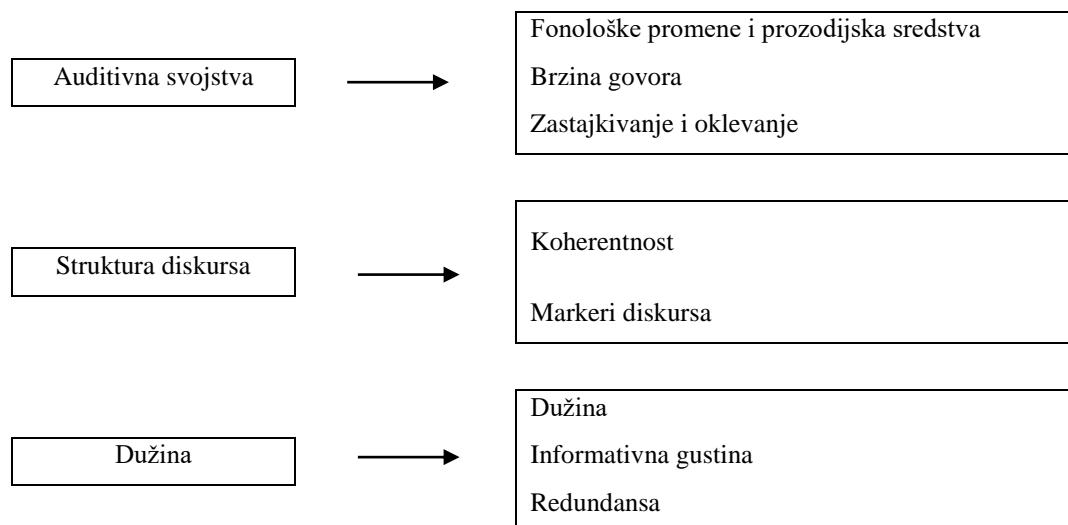 Auditivna svojstva
Fonološke promene i prozodijska sredstva
Brzina govora
Zastajkivanje i oklevanje
Struktura diskursa
Koherentnost
Markeri diskursa
Dužina
Dužina
Informativna gustina
Redundansa